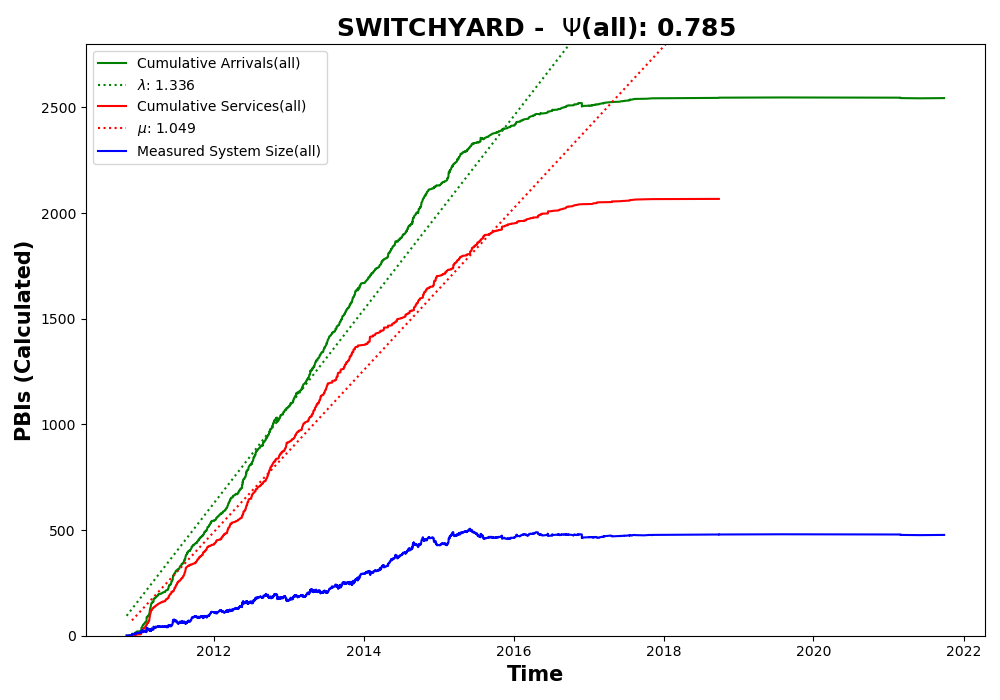 SWITCHYARD - Ψ(all): 0.785
Cumulative Arrivals(all)
λ: 1.336
Cumulative Services(all)
μ: 1.049
Measured System Size(all)
PBIs (Calculated)
2500
2000
1500
1000
500
0
2012 2014 2016 2018 2020 2022
Time